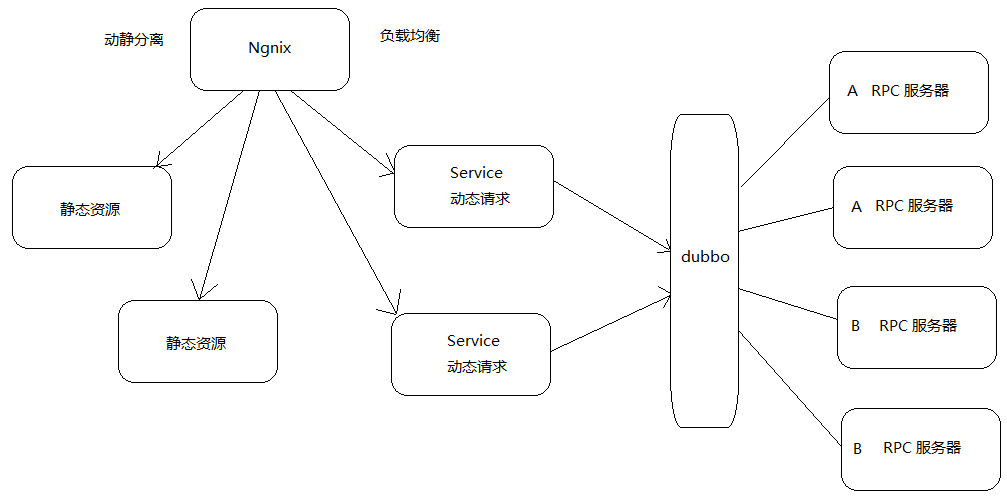 动静分离
Ngnix
负载均衡
静态资源
静态资源
Service
动态请求
Service
动态请求
dubbo
A RPC 服务器
A RPC 服务器
B RPC 服务器
B RPC 服务器